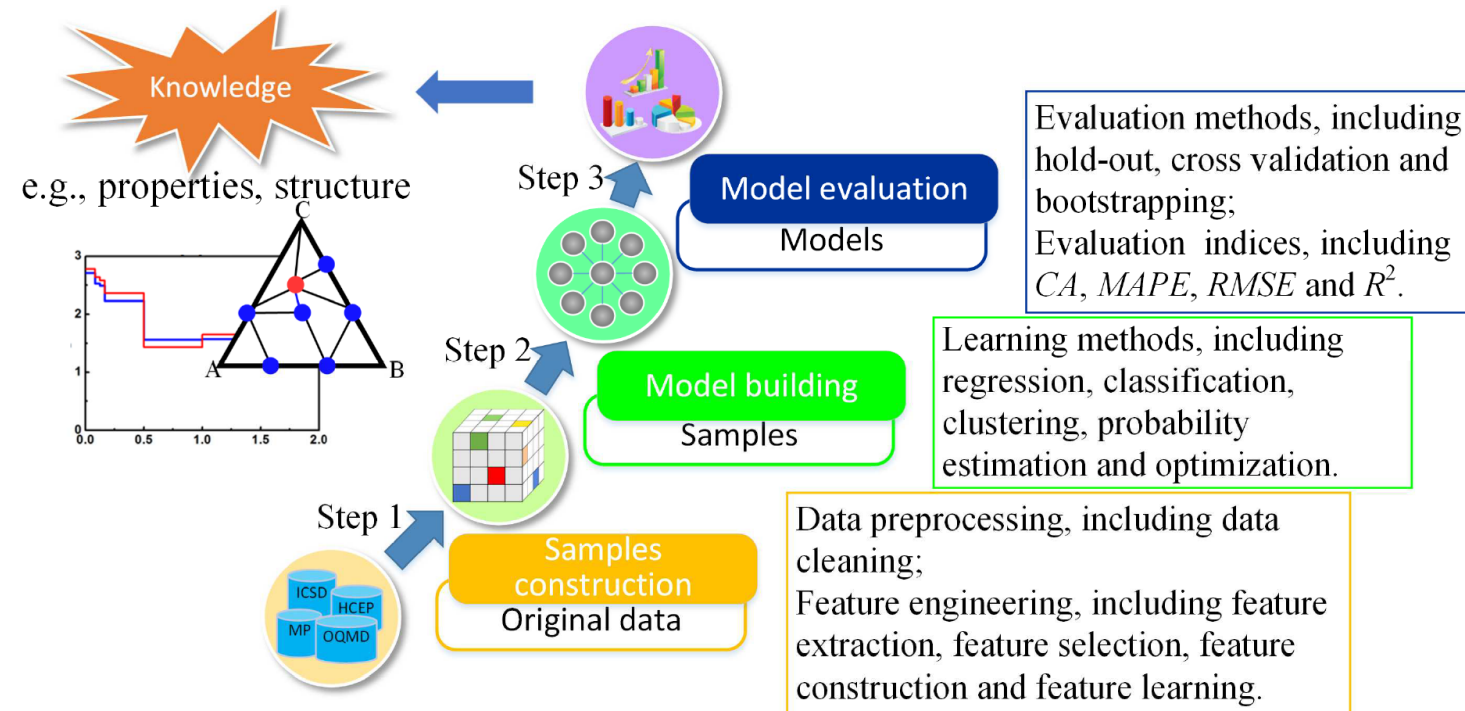 Knowledge
e.g., properties, structure
C
A
B
3
2
1
0
0.0 0.5 1.0 1.5 2.0
Step 3
Model evaluation
Models
Evaluation methods, including
hold-out, cross validation and
bootstrapping;
Evaluation indices, including
CA, MAPE, RMSE and R².
Step 2
Model building
Samples
Learning methods, including
regression, classification,
clustering, probability
estimation and optimization.
Step 1
Samples
construction
Original data
ICSD
HCEP
MP
OQMD
Data preprocessing, including data
cleaning;
Feature engineering, including feature
extraction, feature selection, feature
construction and feature learning.